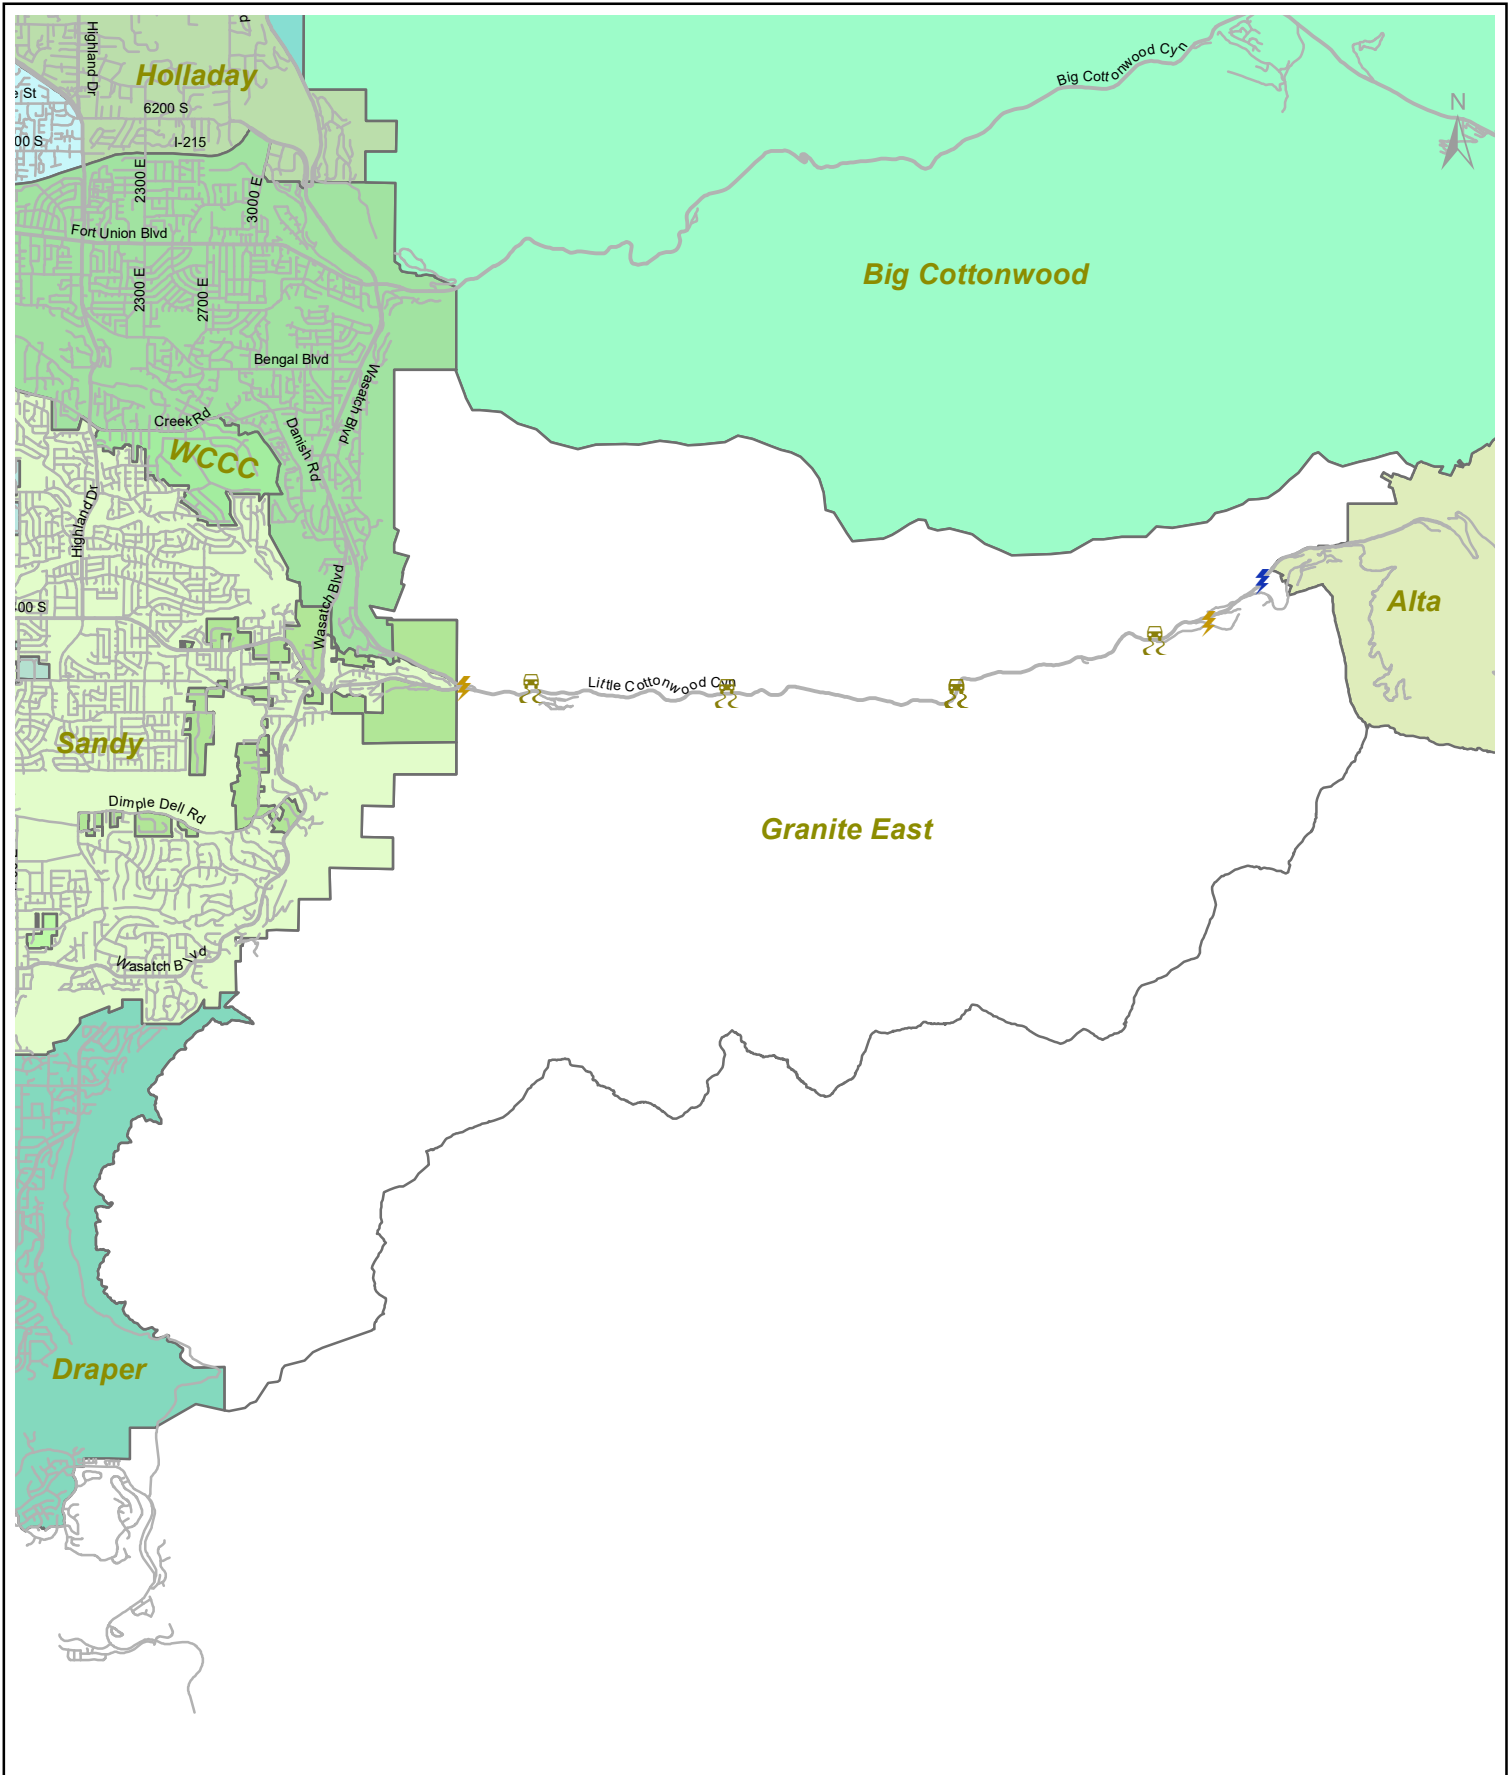 Highland Dr
Holladay
Big Cottonwood Cyn
e St
6200 S
N
00 S
I-215
2300 E
3000 E
Fort Union Blvd
Big Cottonwood
2300 E
2700 E
Bengal Blvd
Wasatch Blvd
Creek Rd
Danish Rd
WCCC
Highland Dr
Wasatch Blvd
00 S
Alta
Little Cottonwood Cyn
Sandy
Dimple Dell Rd
Granite East
Wasatch Blvd
Draper